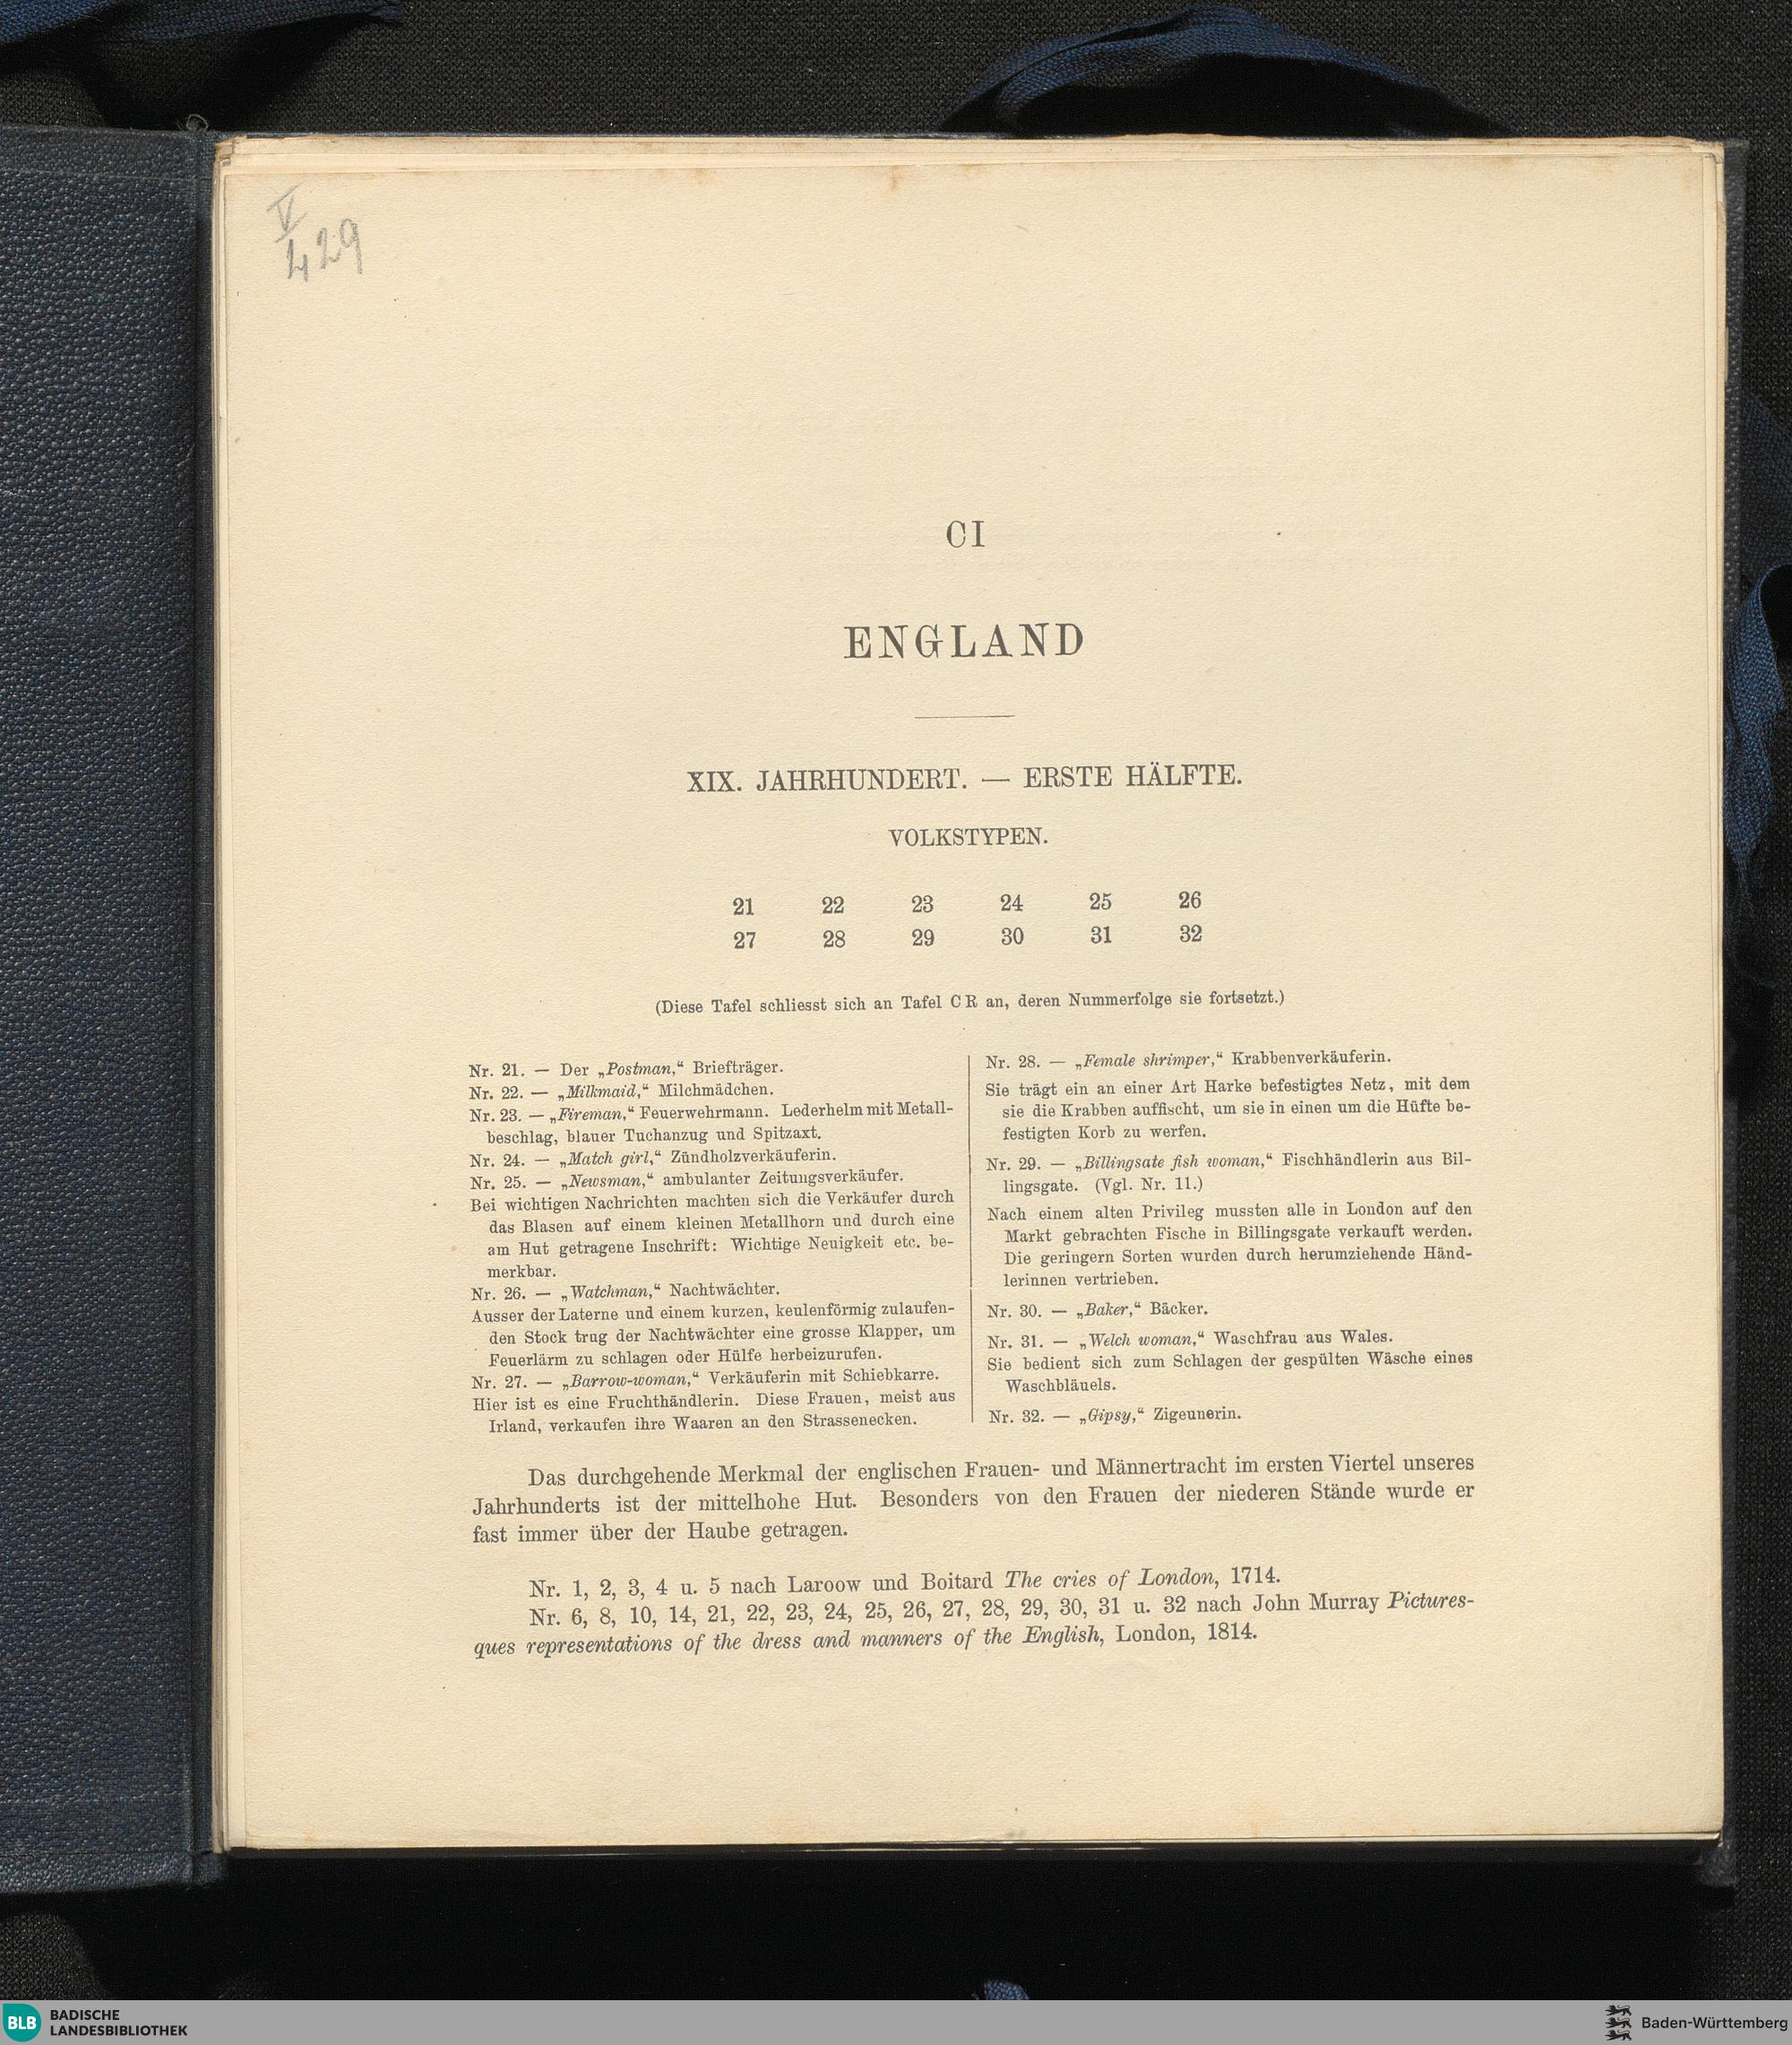 V
429
CI
ENGLAND
XIX. JAHRHUNDERT. — ERSTE HÄLFTE.
VOLKSTYPEN.
21 22 23 24 25 26
27 28 29 30 31 32
(Diese Tafel schliesst sich an Tafel CR an, deren Nummerfolge sie fortsetzt.)
Nr. 21. — Der „Postman,“ Briefträger.
Nr. 22. — „Milkmaid,“ Milchmädchen.
Nr. 23. — „Fireman,“ Feuerwehrmann. Lederhelm mit Metall-
beschlag, blauer Tuchanzug und Spitzaxt.
Nr. 24. — „Match girl,“ Zündholzverkäuferin.
Nr. 25. — „Newsman,“ ambulanter Zeitungsverkäufer.
Bei wichtigen Nachrichten machten sich die Verkäufer durch
das Blasen auf einem kleinen Metallhorn und durch eine
am Hut getragene Inschrift: Wichtige Neuigkeit etc. be-
merkbar.
Nr. 26. — „Watchman,“ Nachtwächter.
Ausser der Laterne und einem kurzen, keulenförmig zulaufen-
den Stock trug der Nachtwächter eine grosse Klapper, um
Feuerlärm zu schlagen oder Hülfe herbeizurufen.
Nr. 27. — „Barrow-woman,“ Verkäuferin mit Schiebkarre.
Hier ist es eine Fruchthändlerin. Diese Frauen, meist aus
Irland, verkaufen ihre Waaren an den Strassenecken.
Nr. 28. — „Female shrimper,“ Krabbenverkäuferin.
Sie trägt ein an einer Art Harke befestigtes Netz, mit dem
sie die Krabben auffischt, um sie in einen um die Hüfte be-
festigten Korb zu werfen.
Nr. 29. — „Billingsate fish woman,“ Fischhändlerin aus Bil-
lingsgate. (Vgl. Nr. 11.)
Nach einem alten Privileg mussten alle in London auf den
Markt gebrachten Fische in Billingsgate verkauft werden.
Die geringern Sorten wurden durch herumziehende Händ-
lerinnen vertrieben.
Nr. 30. — „Baker,“ Bäcker.
Nr. 31. — „Welch woman,“ Waschfrau aus Wales.
Sie bedient sich zum Schlagen der gespülten Wäsche eines
Waschbläuels.
Nr. 32. — „Gipsy,“ Zigeunerin.
Das durchgehende Merkmal der englischen Frauen- und Männertracht im ersten Viertel unseres
Jahrhunderts ist der mittelhohe Hut. Besonders von den Frauen der niederen Stände wurde er
fast immer über der Haube getragen.
Nr. 1, 2, 3, 4 u. 5 nach Laroow und Boitard The cries of London, 1714.
Nr. 6, 8, 10, 14, 21, 22, 23, 24, 25, 26, 27, 28, 29, 30, 31 u. 32 nach John Murray Pictures-
ques representations of the dress and manners of the English, London, 1814.
BLB BADISCHE
LANDESBIBLIOTHEK
Baden-Württemberg